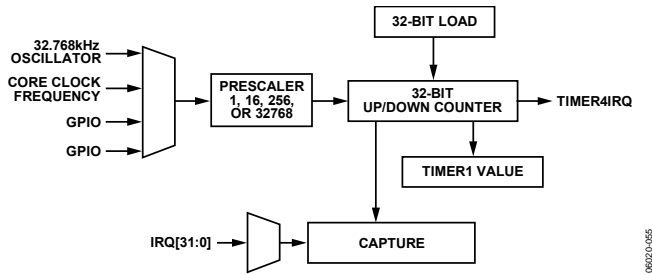 32-BIT LOAD
32.768kHz
OSCILLATOR
CORE CLOCK
FREQUENCY
GPIO
GPIO
PRESCALER
1, 16, 256,
OR 32768
32-BIT
UP/DOWN COUNTER
TIMER4IRQ
TIMER1 VALUE
IRQ[31:0]
CAPTURE
06020-055